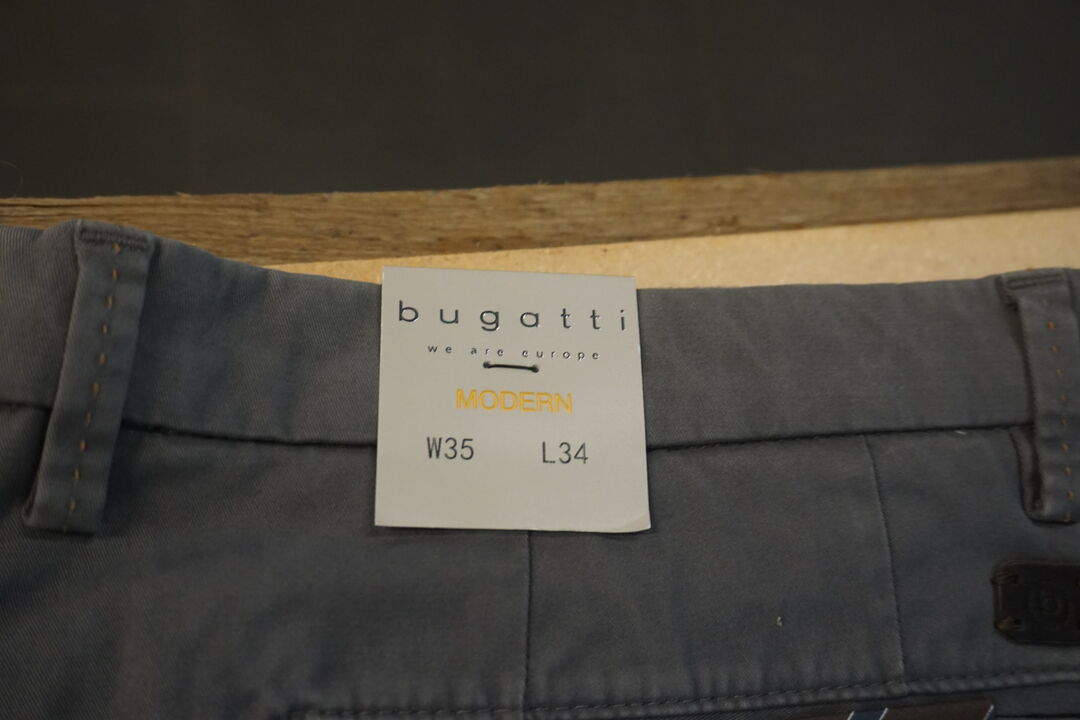 bugatti
we are europe
MODERN
W35 L34